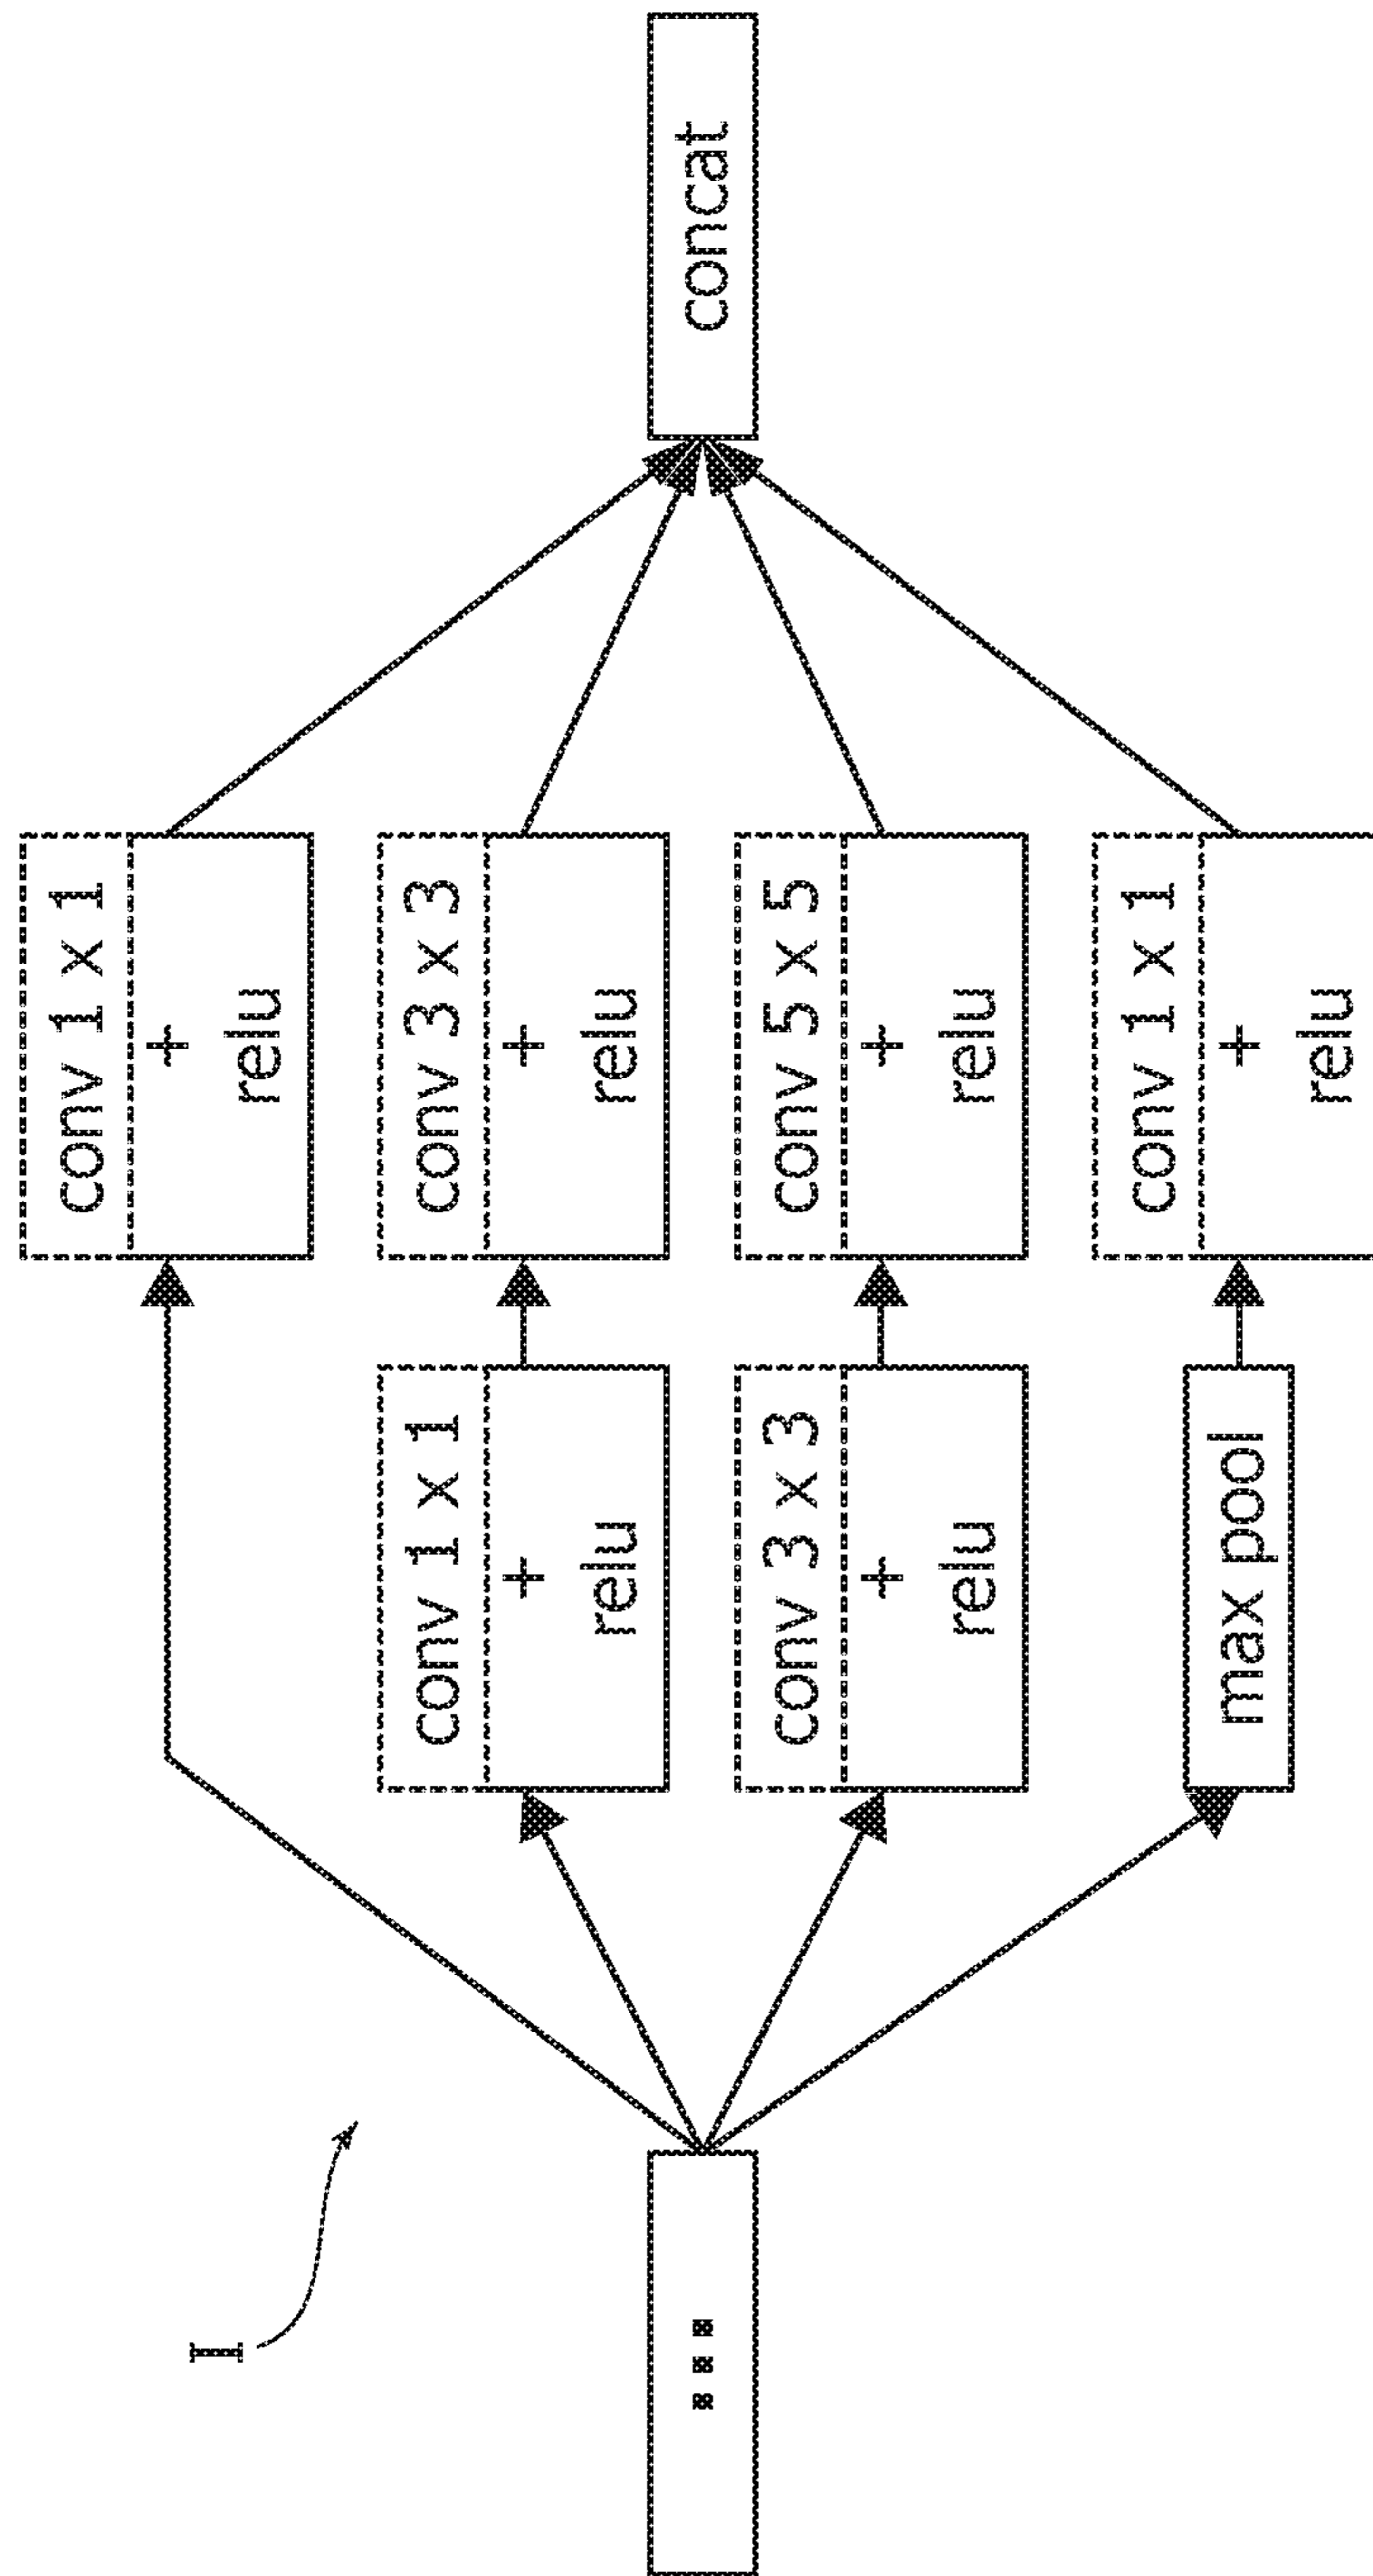 I
...
conv 1 x 1
+
relu
conv 1 x 1
+
relu
conv 3 x 3
+
relu
conv 3 x 3
+
relu
conv 5 x 5
+
relu
max pool
conv 1 x 1
+
relu
concat